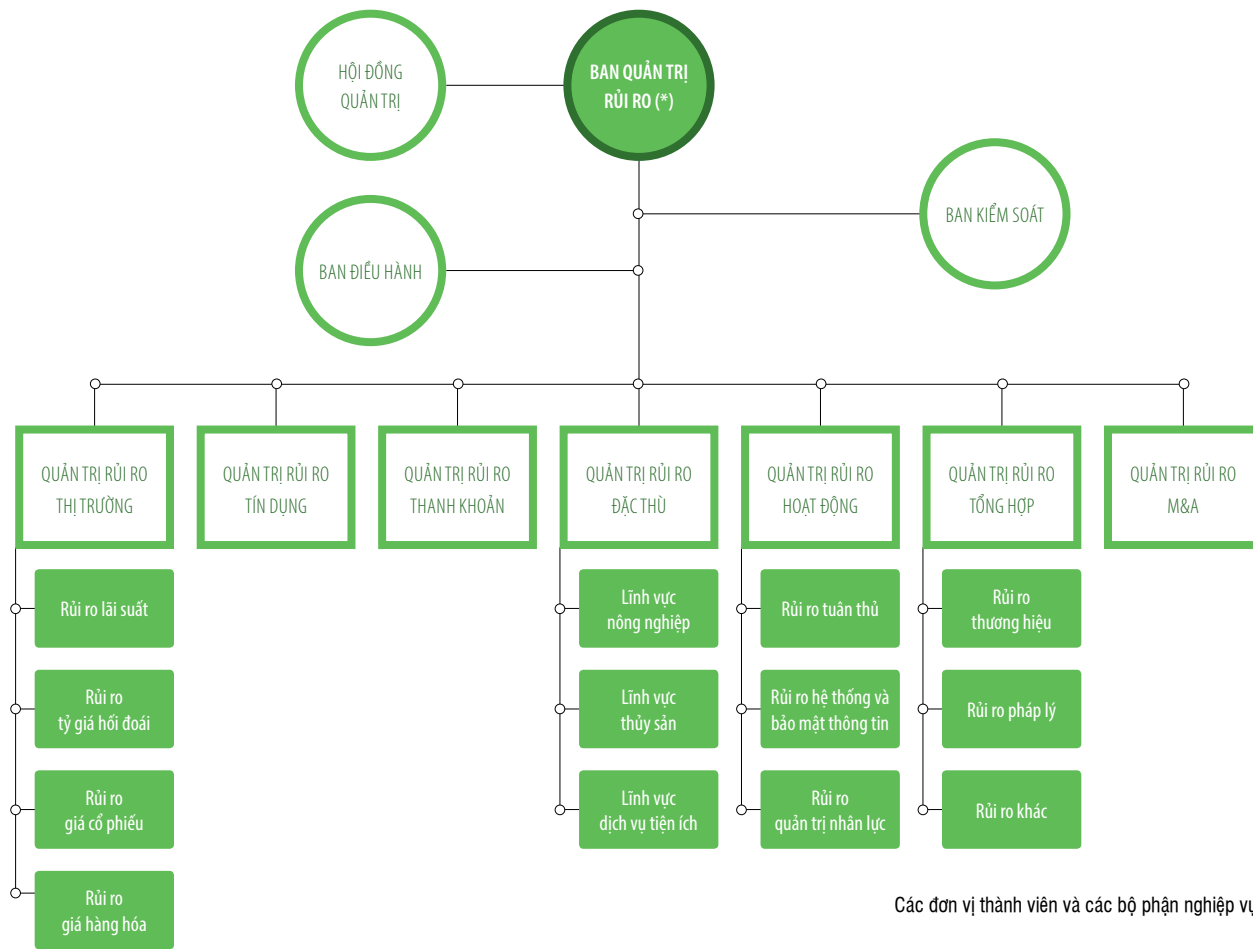 HỘI ĐỒNG
QUẢN TRỊ
BAN QUẢN TRỊ
RỦI RO (*)
BAN KIỂM SOÁT
BAN ĐIỀU HÀNH
QUẢN TRỊ RỦI RO
THỊ TRƯỜNG
QUẢN TRỊ RỦI RO
TÍN DỤNG
QUẢN TRỊ RỦI RO
THANH KHOẢN
QUẢN TRỊ RỦI RO
ĐẶC THÙ
QUẢN TRỊ RỦI RO
HOẠT ĐỘNG
QUẢN TRỊ RỦI RO
TỔNG HỢP
QUẢN TRỊ RỦI RO
M&A
Rủi ro lãi suất
Rủi ro
tỷ giá hối đoái
Rủi ro
giá cổ phiếu
Rủi ro
giá hàng hóa
Lĩnh vực
nông nghiệp
Lĩnh vực
thủy sản
Lĩnh vực
dịch vụ tiện ích
Rủi ro tuân thủ
Rủi ro hệ thống và
bảo mật thông tin
Rủi ro
quản trị nhân lực
Rủi ro
thương hiệu
Rủi ro pháp lý
Rủi ro khác
Các đơn vị thành viên và các bộ phận nghiệp vụ